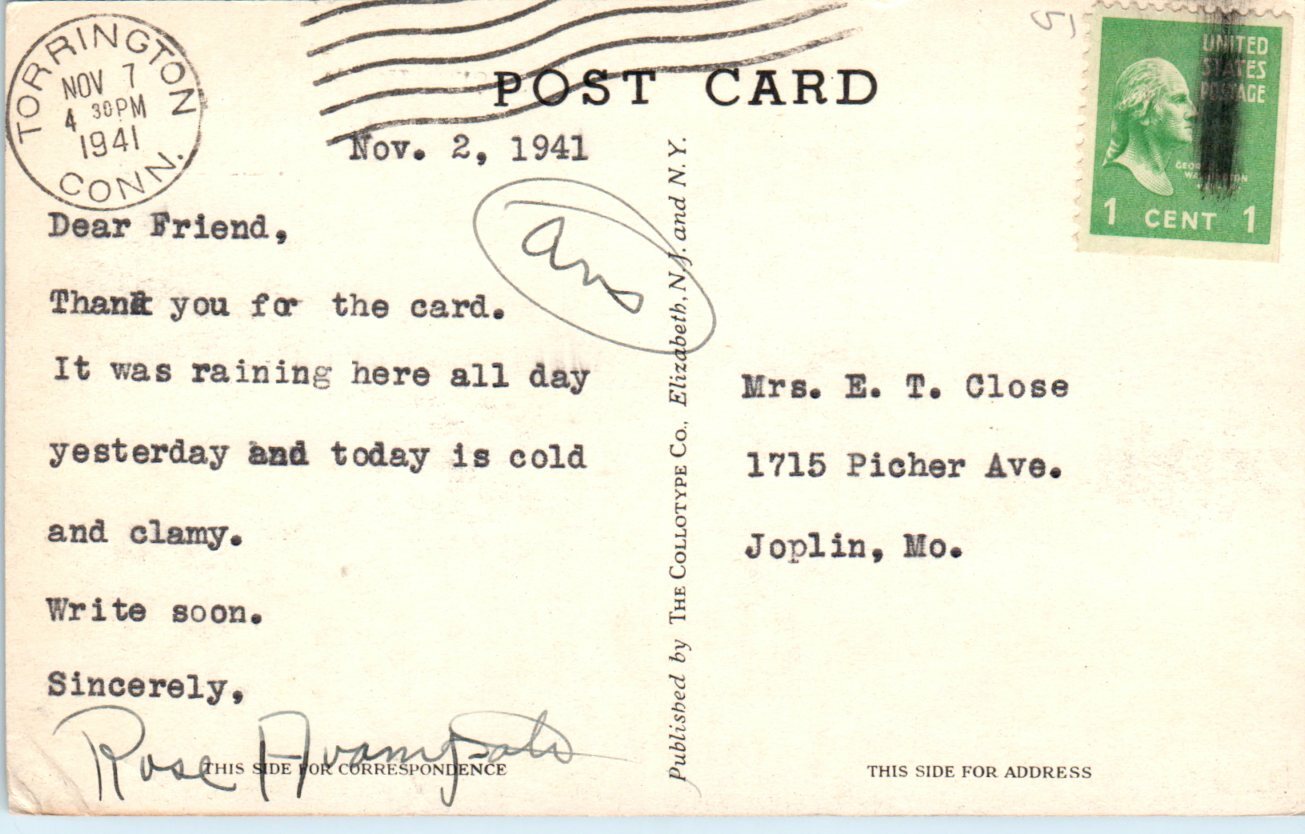 TORRINGTON
NOV 7
4 30PM
1941
CONN.
POST CARD
UNITED
STATES
POSTAGE
GEORGE
WASHINGTON
1 CENT 1
Nov. 2, 1941
Dear Friend,
Ans
Thank you for the card.
It was raining here all day
yesterday and today is cold
and clamy.
Write soon.
Sincerely,
Rose
THIS SIDE FOR CORRESPONDENCE
Published by THE COLLOTYPE CO., Elizabeth, N.J. and N.Y.
Mrs. E. T. Close
1715 Picher Ave.
Joplin, Mo.
THIS SIDE FOR ADDRESS